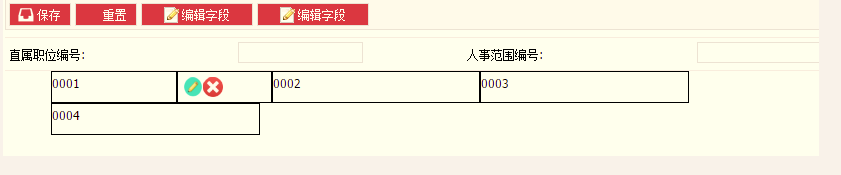 保存 重置 编辑字段 编辑字段
直属职位编号: 人事范围编号:
0001 0002 0003
0004